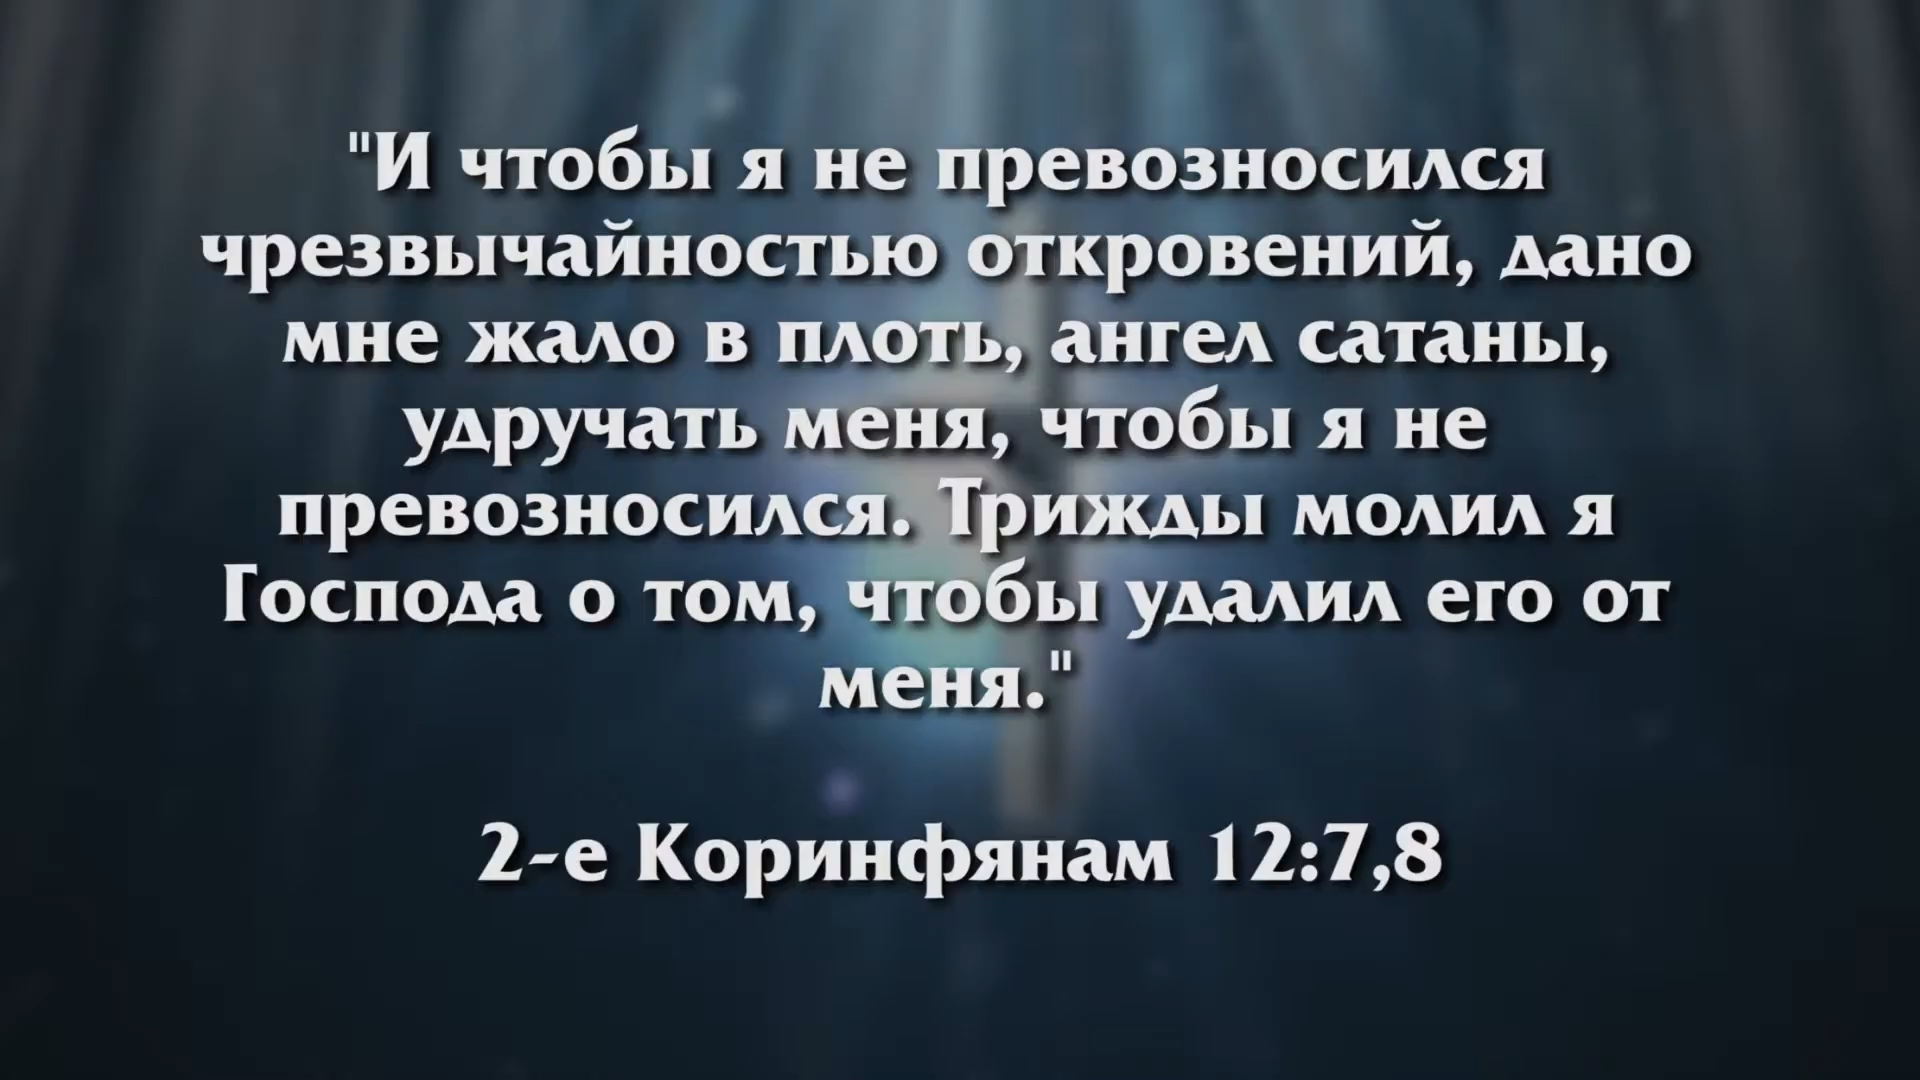 "И чтобы я не превозносился
чрезвычайностью откровений, дано
мне жало в плоть, ангел сатаны,
удручать меня, чтобы я не
превозносился. Трижды молил я
Господа о том, чтобы удалил его от
меня."
2-е Коринфянам 12:7,8